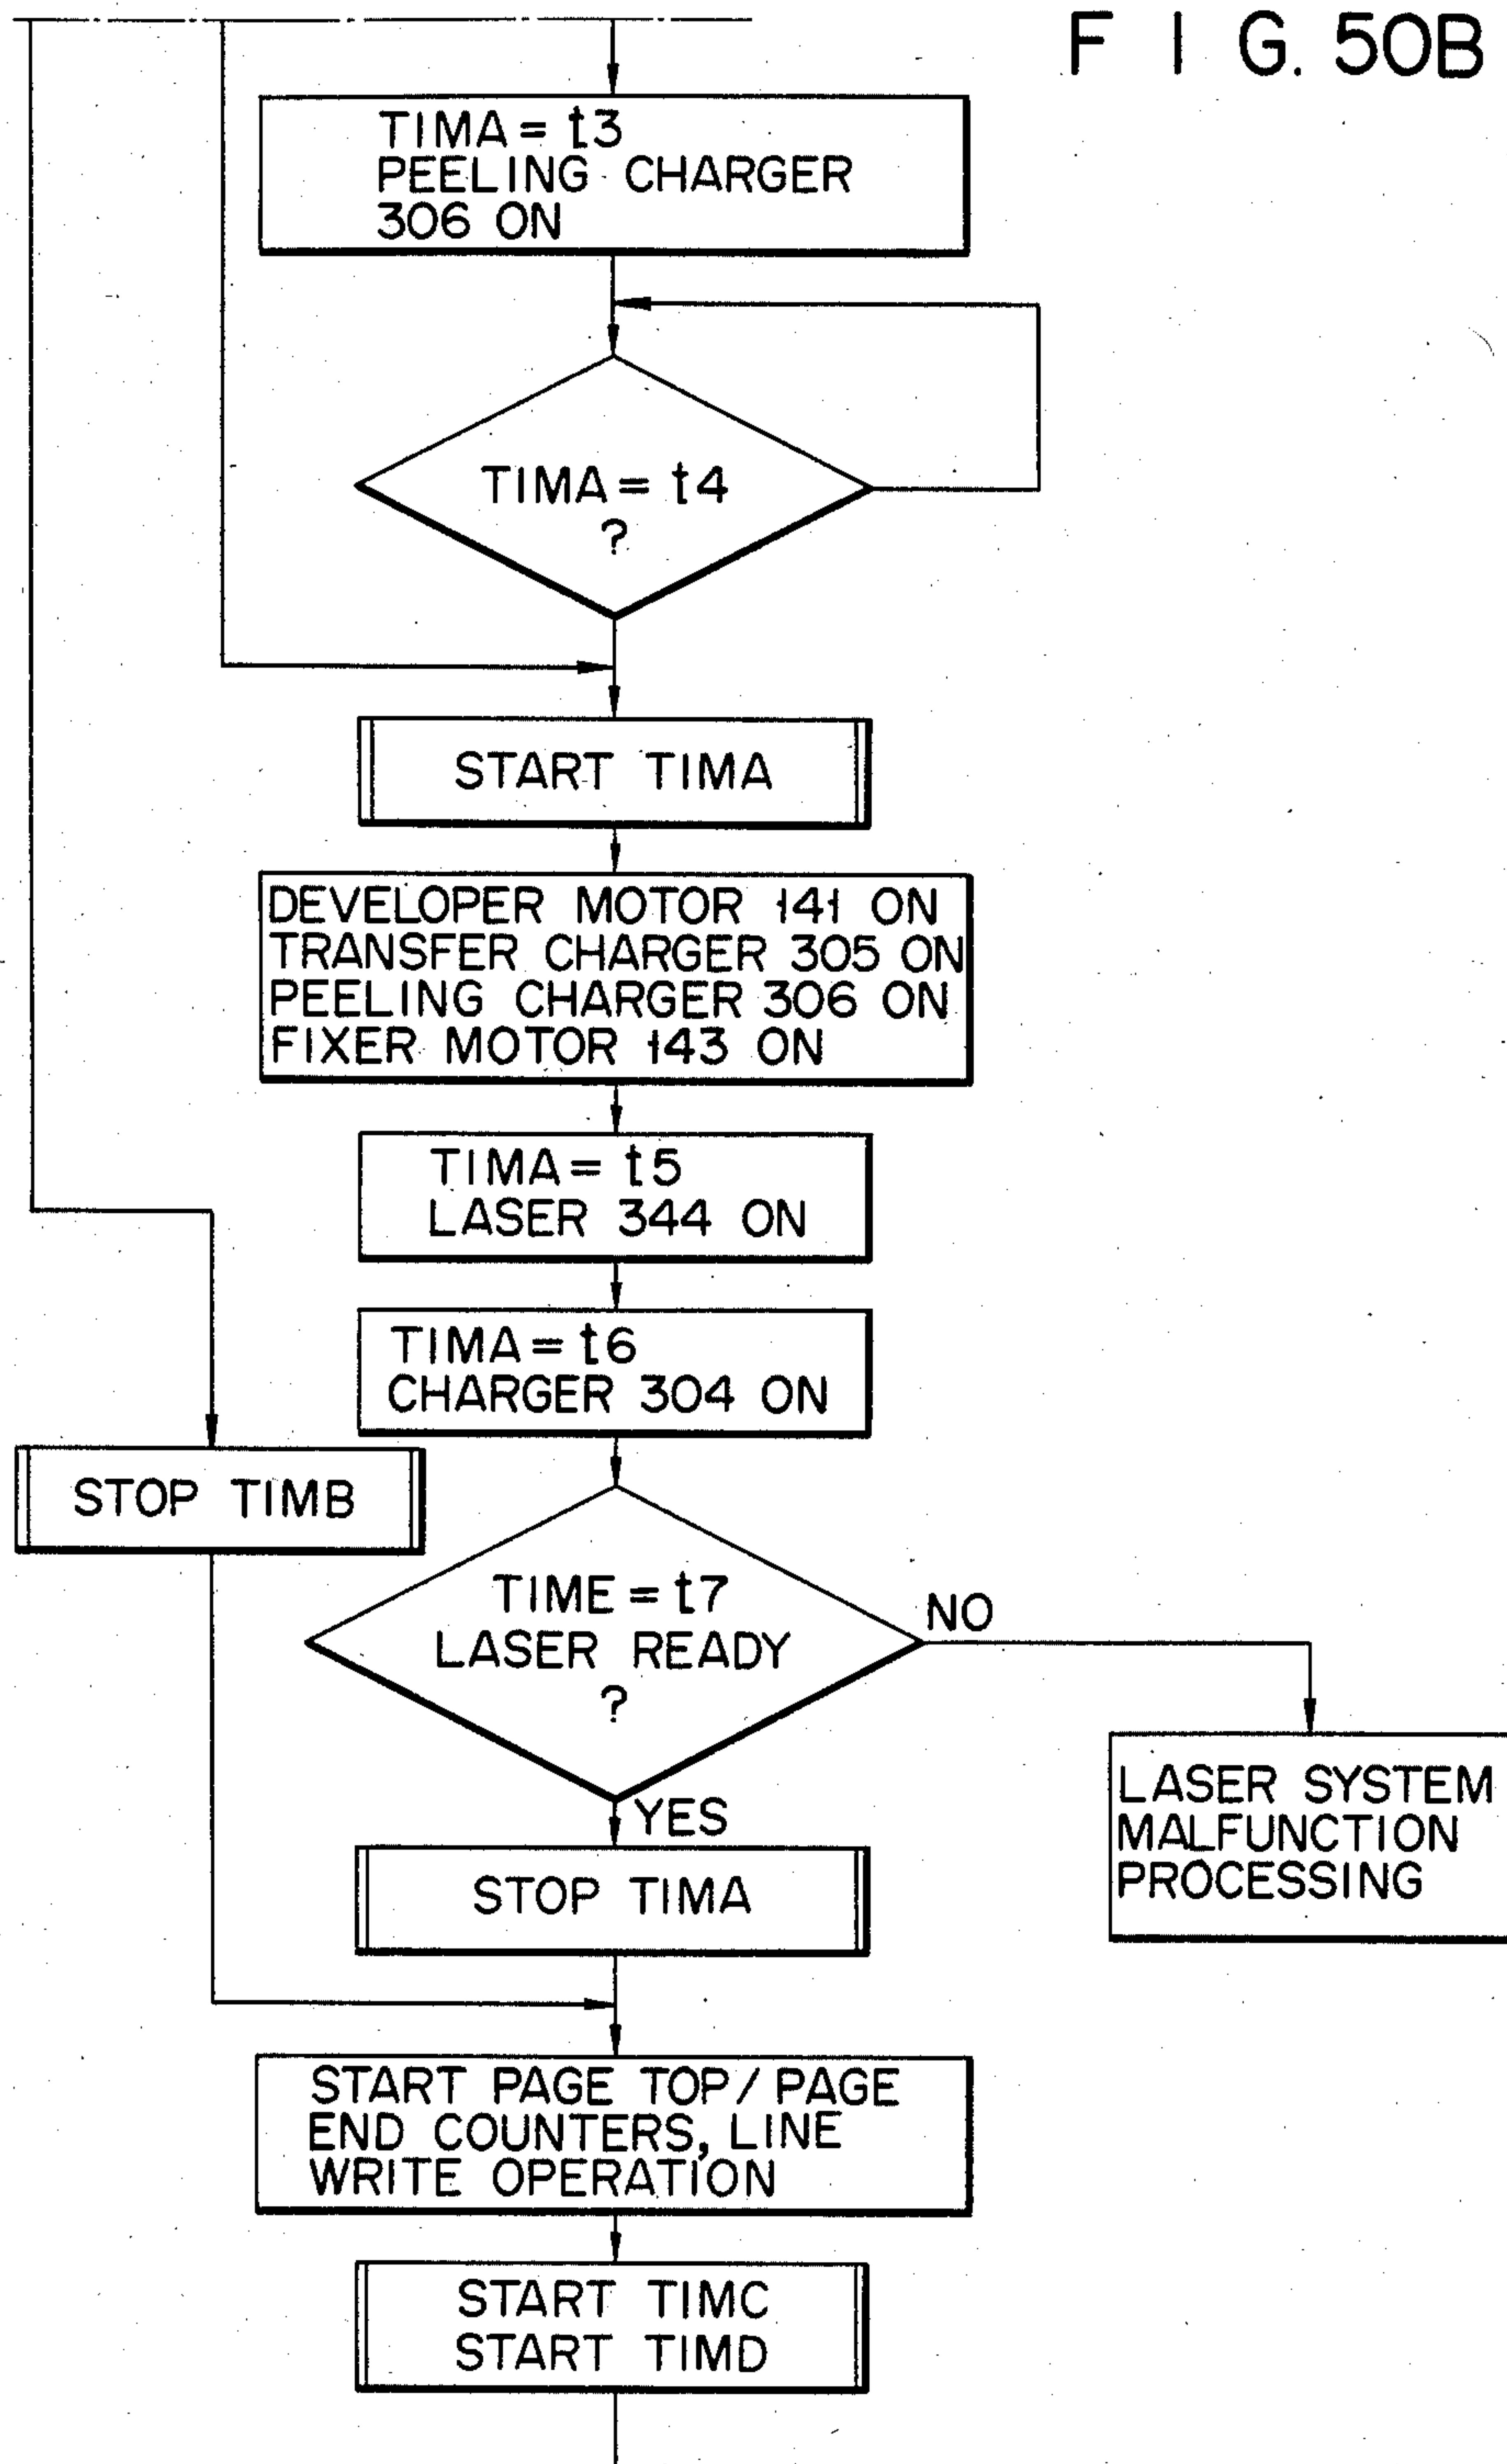 F I G. 50B
TIMA = t3
PEELING CHARGER
306 ON
TIMA = t4
?
START TIMA
DEVELOPER MOTOR 141 ON
TRANSFER CHARGER 305 ON
PEELING CHARGER 306 ON
FIXER MOTOR 143 ON
TIMA = t5
LASER 344 ON
TIMA = t6
CHARGER 304 ON
STOP TIMB
TIME = t7
LASER READY
?
NO
YES
LASER SYSTEM
MALFUNCTION
PROCESSING
STOP TIMA
START PAGE TOP / PAGE
END COUNTERS, LINE
WRITE OPERATION
START TIMC
START TIMD